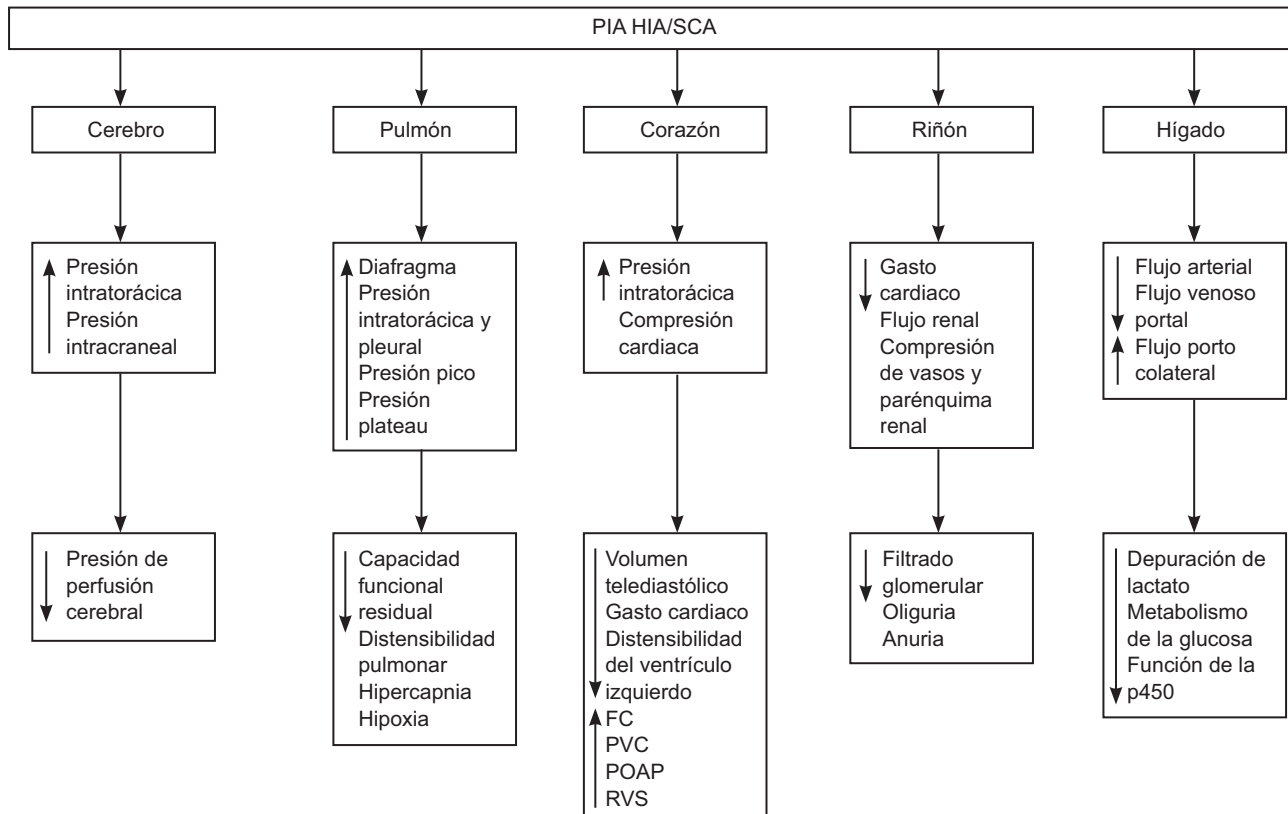 PIA HIA/SCA
Cerebro
Pulmón
Corazón
Riñón
Hígado
Presión
intratorácica
Presión
intracraneal
Diafragma
Presión
intratorácica y
pleural
Presión pico
Presión
plateau
Presión
intratorácica
Compresión
cardiaca
Gasto
cardiaco
Flujo renal
Compresión
de vasos y
parénquima
renal
Flujo arterial
Flujo venoso
portal
Flujo porto
colateral
Presión de
perfusión
cerebral
Capacidad
funcional
residual
Distensibilidad
pulmonar
Hipercapnia
Hipoxia
Volumen
telediastólico
Gasto cardiaco
Distensibilidad
del ventrículo
izquierdo
FC
PVC
POAP
RVS
Filtrado
glomerular
Oliguria
Anuria
Depuración de
lactato
Metabolismo
de la glucosa
Función de la
p450